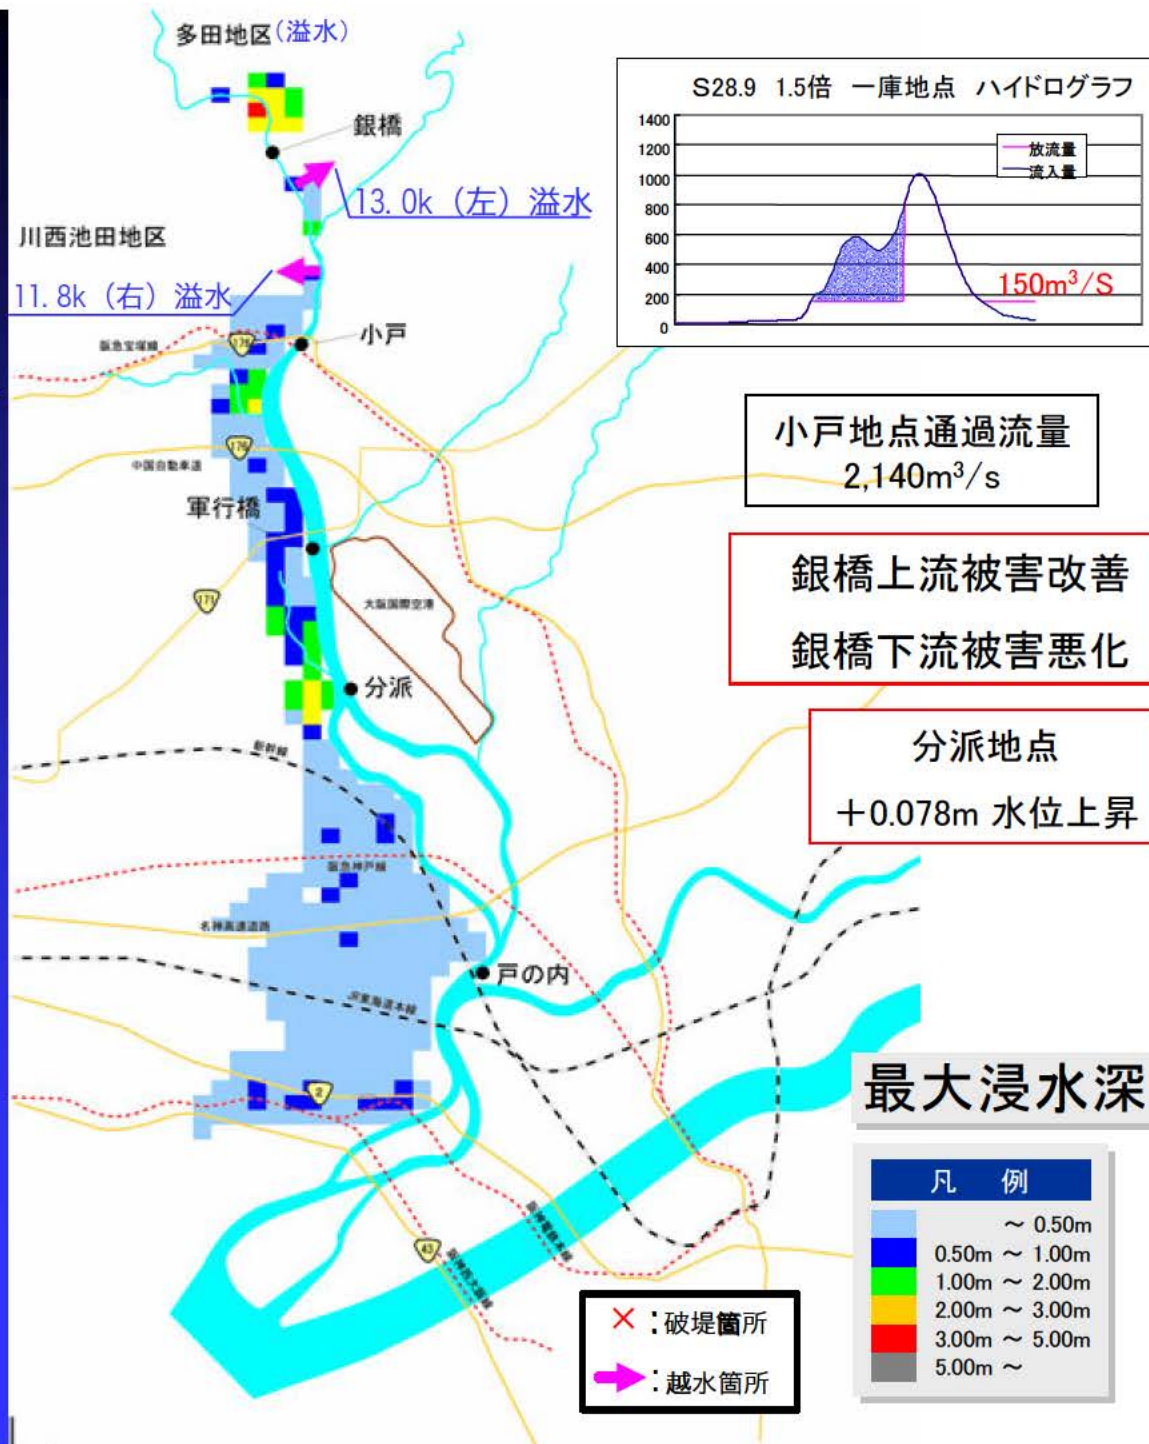 多田地区(溢水)
銀橋
13.0k（左）溢水
川西池田地区
11.8k（右）溢水
小戸
阪急宝塚線
176
176
中国自動車道
軍行橋
171
大阪国際空港
分派
新幹線
阪急神戸線
名神高速道路
戸の内
JR東海道本線
2
阪神電鉄本線
43
阪神西大阪線
S28.9 1.5倍 一庫地点 ハイドログラフ
1400
1200
1000
800
600
400
200
0
放流量
流入量
150m³/S
小戸地点通過流量
2,140m³/s
銀橋上流被害改善
銀橋下流被害悪化
分派地点
＋0.078m 水位上昇
最大浸水深
凡 例
～ 0.50m
0.50m ～ 1.00m
1.00m ～ 2.00m
2.00m ～ 3.00m
3.00m ～ 5.00m
5.00m ～
×：破堤箇所
：越水箇所